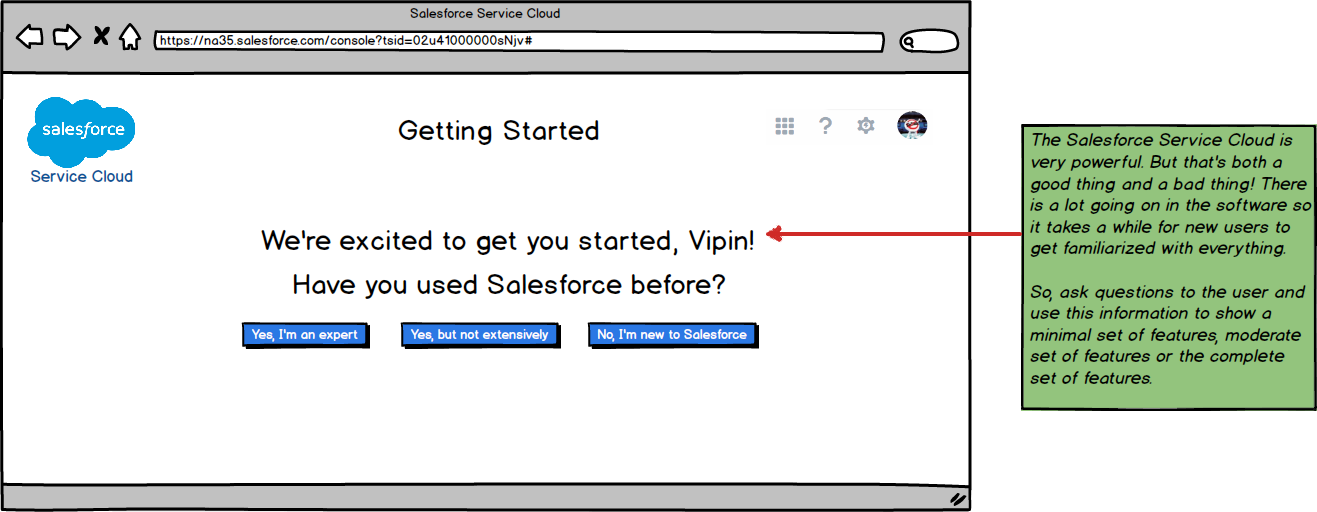 Salesforce Service Cloud
https://na35.salesforce.com/console?tsid=02u41000000sNjv#
salesforce
Service Cloud
Getting Started
?
We're excited to get you started, Vipin!
Have you used Salesforce before?
Yes, I'm an expert
Yes, but not extensively
No, I'm new to Salesforce
The Salesforce Service Cloud is
very powerful. But that's both a
good thing and a bad thing! There
is a lot going on in the software so
it takes a while for new users to
get familiarized with everything.
So, ask questions to the user and
use this information to show a
minimal set of features, moderate
set of features or the complete
set of features.